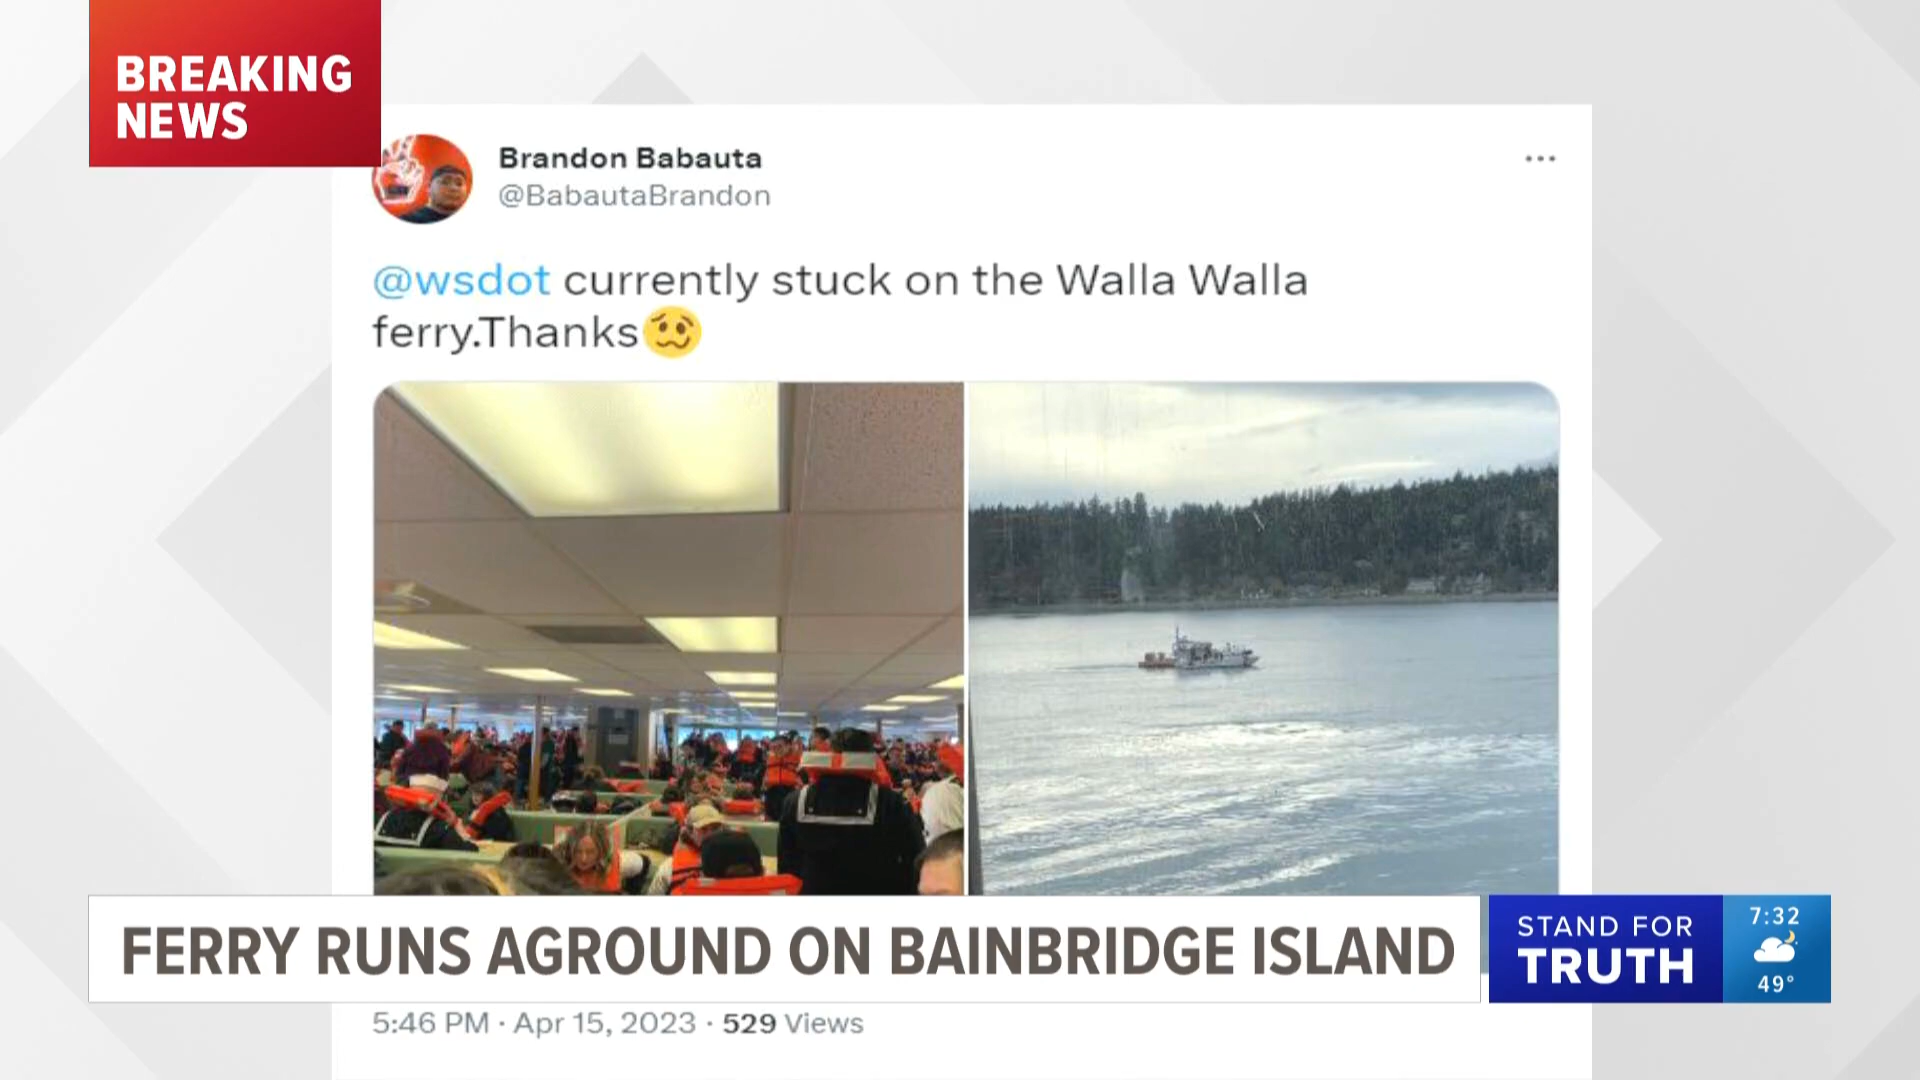 BREAKING
NEWS
Brandon Babauta
@BabautaBrandon
@wsdot currently stuck on the Walla Walla
ferry.Thanks🥴
FERRY RUNS AGROUND ON BAINBRIDGE ISLAND
STAND FOR
TRUTH
7:32
49°
5:46 PM · Apr 15, 2023 · 529 Views